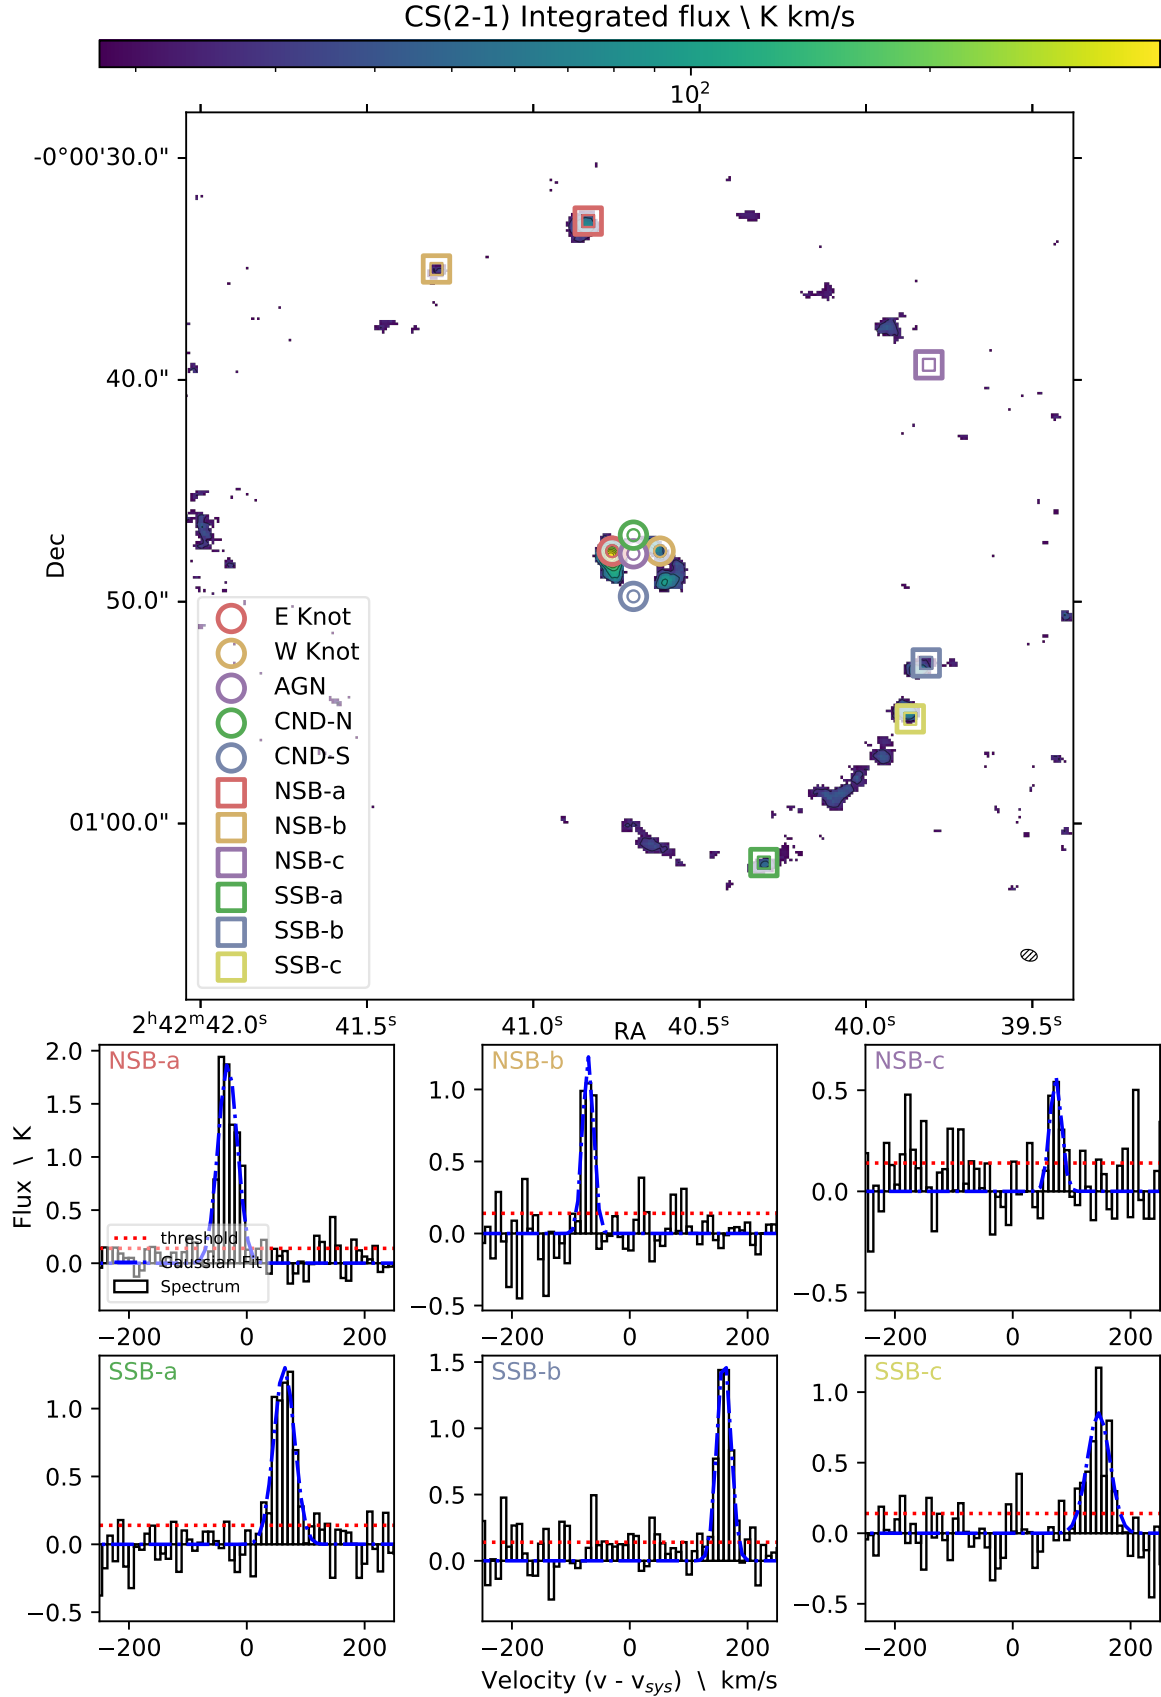 CS(2-1) Integrated flux \ K km/s
10²
-0°00'30.0"
40.0"
50.0"
01'00.0"
Dec
E Knot
W Knot
AGN
CND-N
CND-S
NSB-a
NSB-b
NSB-c
SSB-a
SSB-b
SSB-c
2ʰ42ᵐ42.0ˢ 41.5ˢ 41.0ˢ 40.5ˢ 40.0ˢ 39.5ˢ
RA
NSB-a
2.0
1.5
1.0
0.5
0.0
Flux \ K
threshold
Gaussian Fit
Spectrum
−200 0 200
NSB-b
1.0
0.5
0.0
−0.5
−200 0 200
NSB-c
0.5
0.0
−0.5
−200 0 200
SSB-a
1.0
0.5
0.0
−0.5
−200 0 200
SSB-b
1.5
1.0
0.5
0.0
−200 0 200
SSB-c
1.0
0.5
0.0
−0.5
−200 0 200
Velocity (v - v_sys) \ km/s